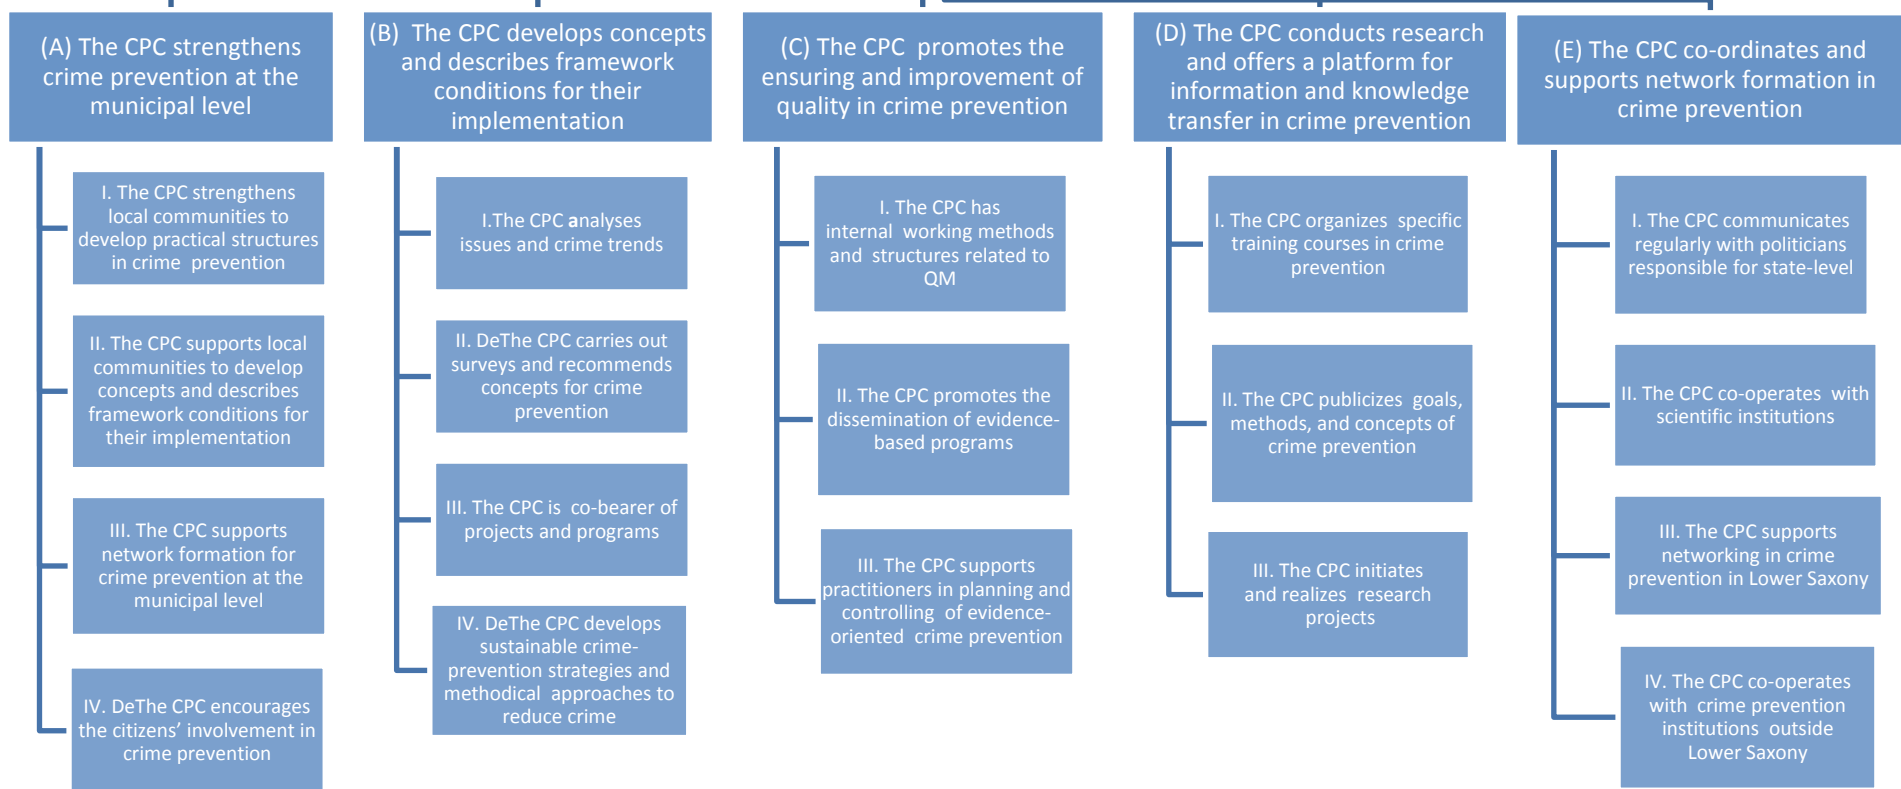 (A) The CPC strengthens
crime prevention at the
municipal level
I. The CPC strengthens
local communities to
develop practical structures
in crime prevention
II. The CPC supports local
communities to develop
concepts and describes
framework conditions for
their implementation
III. The CPC supports
network formation for
crime prevention at the
municipal level
IV. DeThe CPC encourages
the citizens’ involvement in
crime prevention
(B) The CPC develops concepts
and describes framework
conditions for their
implementation
I.The CPC analyses
issues and crime trends
II. DeThe CPC carries out
surveys and recommends
concepts for crime
prevention
III. The CPC is co-bearer of
projects and programs
IV. DeThe CPC develops
sustainable crime-
prevention strategies and
methodical approaches to
reduce crime
(C) The CPC promotes the
ensuring and improvement of
quality in crime prevention
I. The CPC has
internal working methods
and structures related to
QM
II. The CPC promotes the
dissemination of evidence-
based programs
III. The CPC supports
practitioners in planning and
controlling of evidence-
oriented crime prevention
(D) The CPC conducts research
and offers a platform for
information and knowledge
transfer in crime prevention
I. The CPC organizes specific
training courses in crime
prevention
II. The CPC publicizes goals,
methods, and concepts of
crime prevention
III. The CPC initiates
and realizes research
projects
(E) The CPC co-ordinates and
supports network formation in
crime prevention
I. The CPC communicates
regularly with politicians
responsible for state-level
II. The CPC co-operates with
scientific institutions
III. The CPC supports
networking in crime
prevention in Lower Saxony
IV. The CPC co-operates
with crime prevention
institutions outside
Lower Saxony